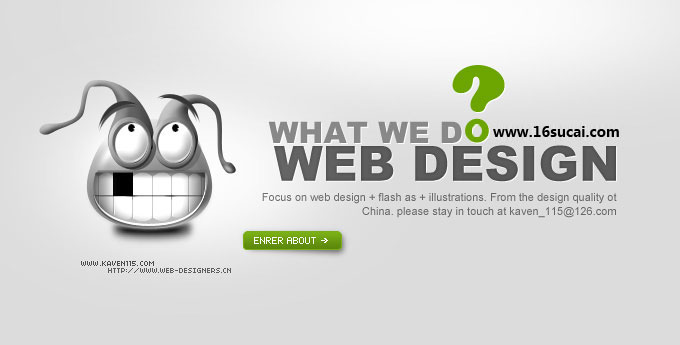 WHAT WE DO?
www.16sucai.com
WEB DESIGN
Focus on web design + flash as + illustrations. From the design quality ot
China. please stay in touch at kaven_115@126.com
ENRER ABOUT →
WWW.KAVEN115.COM
HTTP://WWW.WEB-DESIGNERS.CN